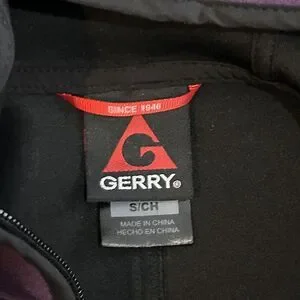 SINCE 1946
GERRY®
S/CH
MADE IN CHINA
HECHO EN CHINA